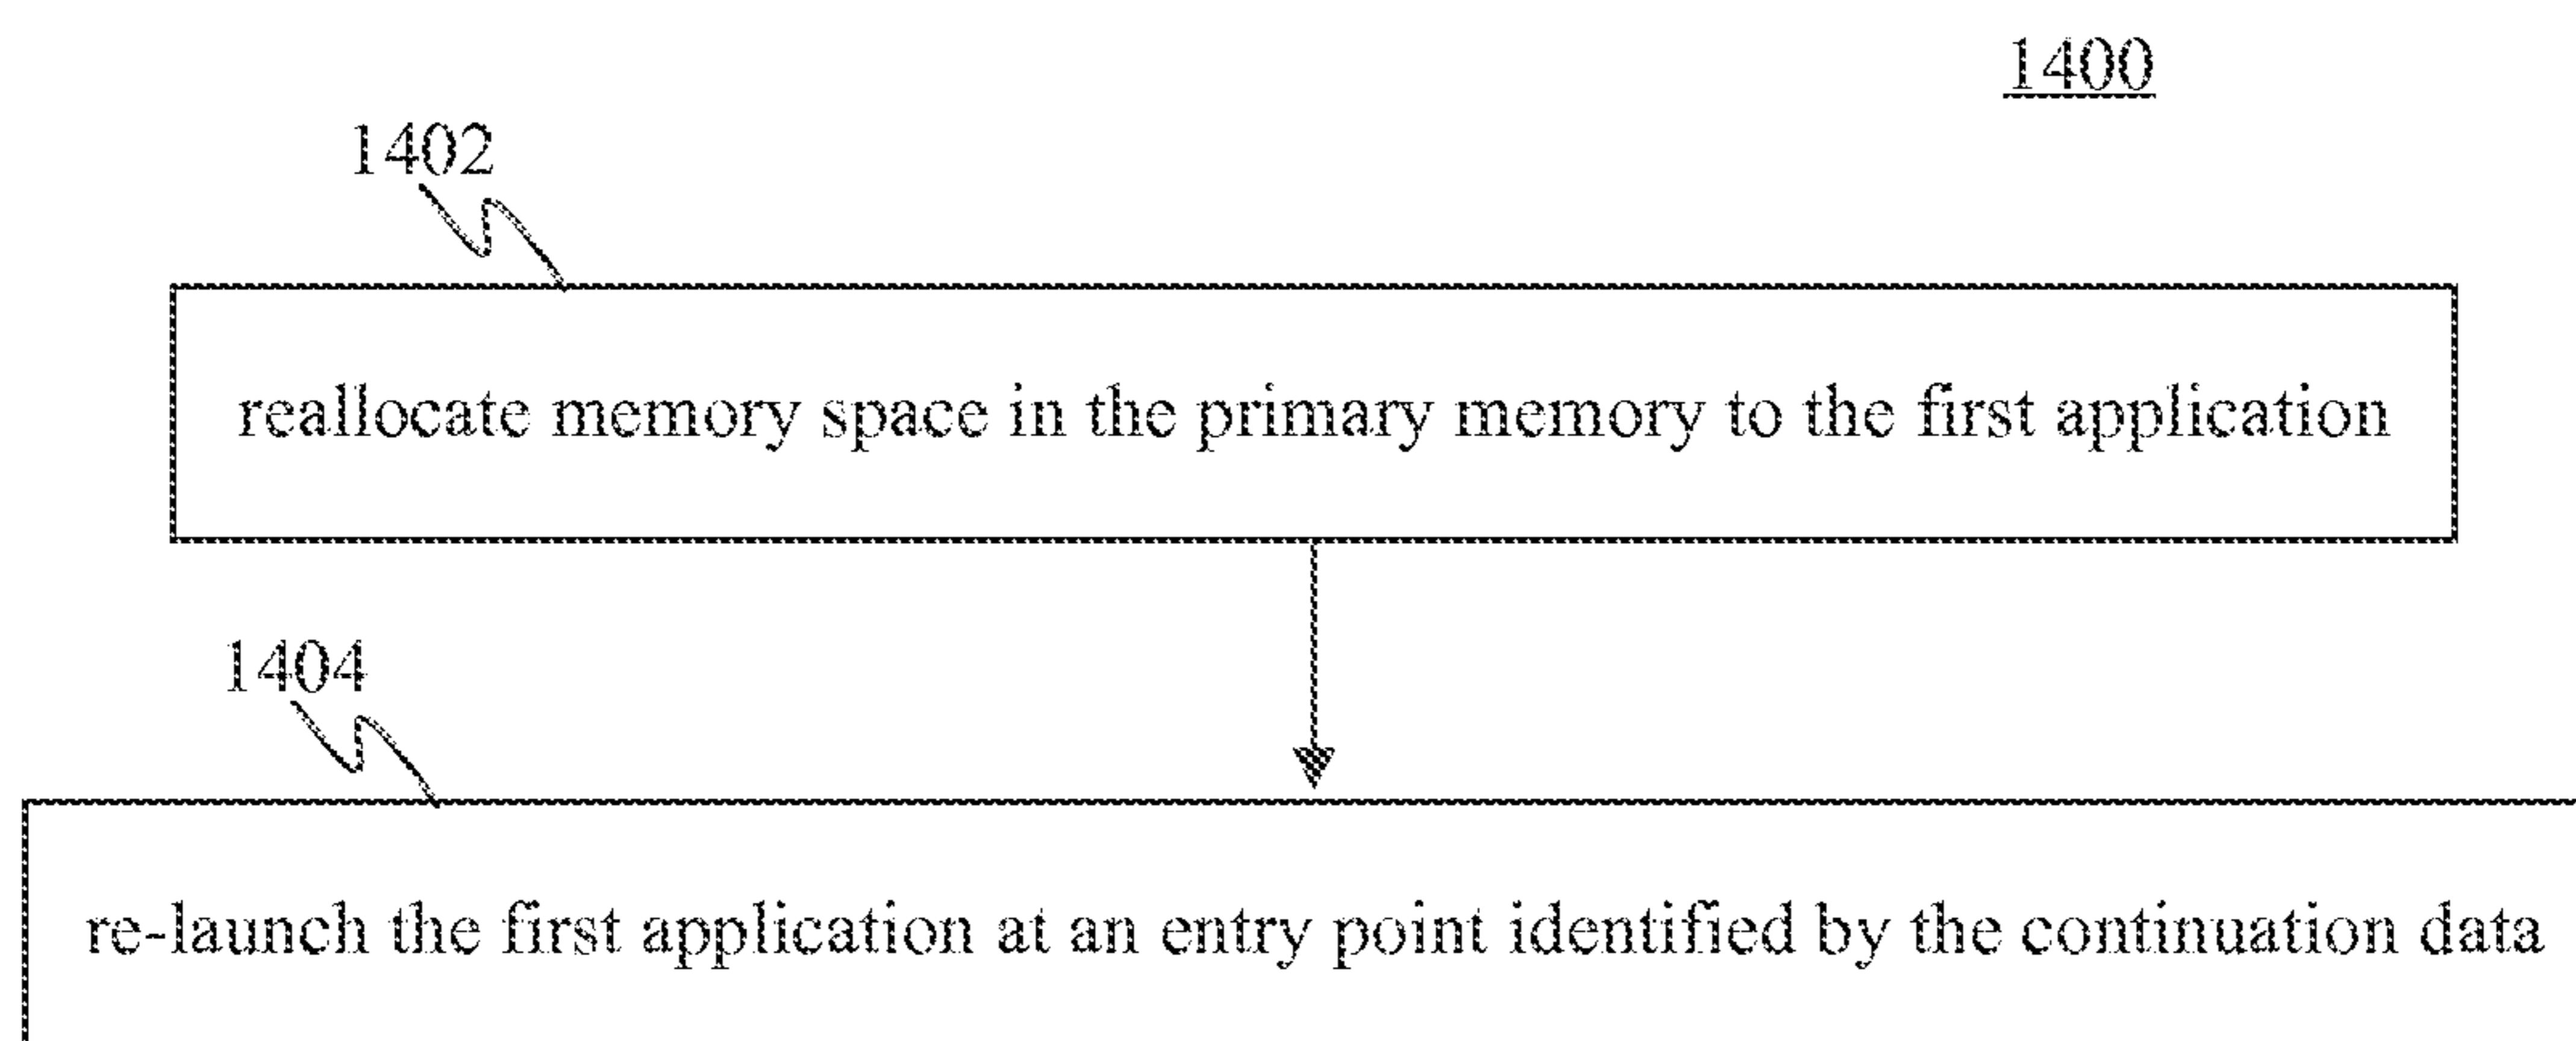 1400
1402
reallocate memory space in the primary memory to the first application
1404
re-launch the first application at an entry point identified by the continuation data